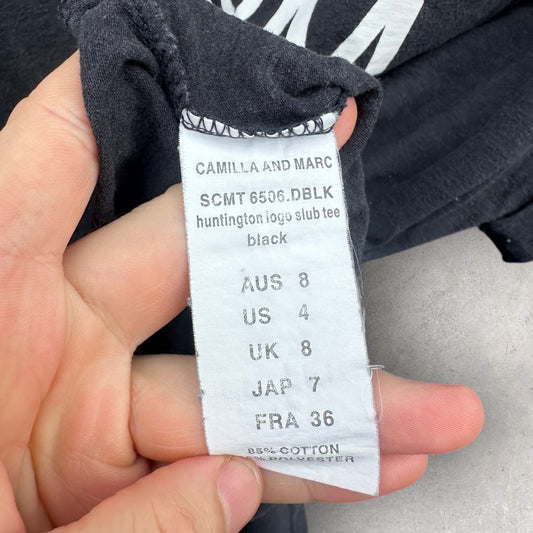 CAMILLA AND MARC
SCMT 6506.DBLK
huntington logo slub tee
black
AUS 8
US 4
UK 8
JAP 7
FRA 36
85% COTTON
% POLYESTER